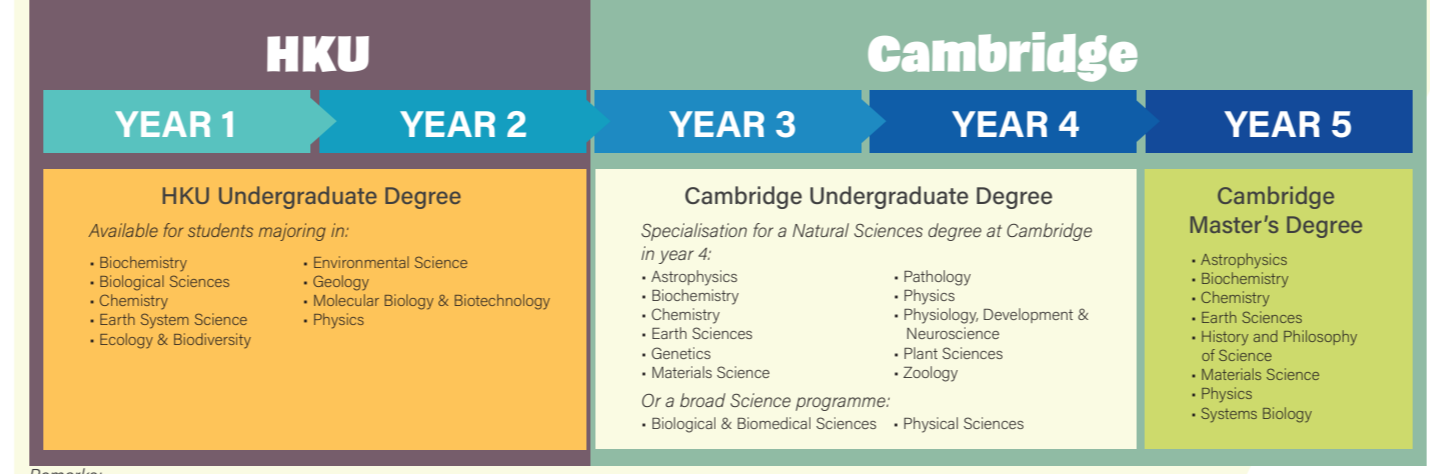 HKU
Cambridge
YEAR 1
YEAR 2
YEAR 3
YEAR 4
YEAR 5
HKU Undergraduate Degree
Available for students majoring in:
• Biochemistry
• Biological Sciences
• Chemistry
• Earth System Science
• Ecology & Biodiversity
• Environmental Science
• Geology
• Molecular Biology & Biotechnology
• Physics
Cambridge Undergraduate Degree
Specialisation for a Natural Sciences degree at Cambridge
in year 4:
• Astrophysics
• Biochemistry
• Chemistry
• Earth Sciences
• Genetics
• Materials Science
• Pathology
• Physics
• Physiology, Development &
Neuroscience
• Plant Sciences
• Zoology
Or a broad Science programme:
• Biological & Biomedical Sciences
• Physical Sciences
Cambridge
Master's Degree
• Astrophysics
• Biochemistry
• Chemistry
• Earth Sciences
• History and Philosophy
of Science
• Materials Science
• Physics
• Systems Biology